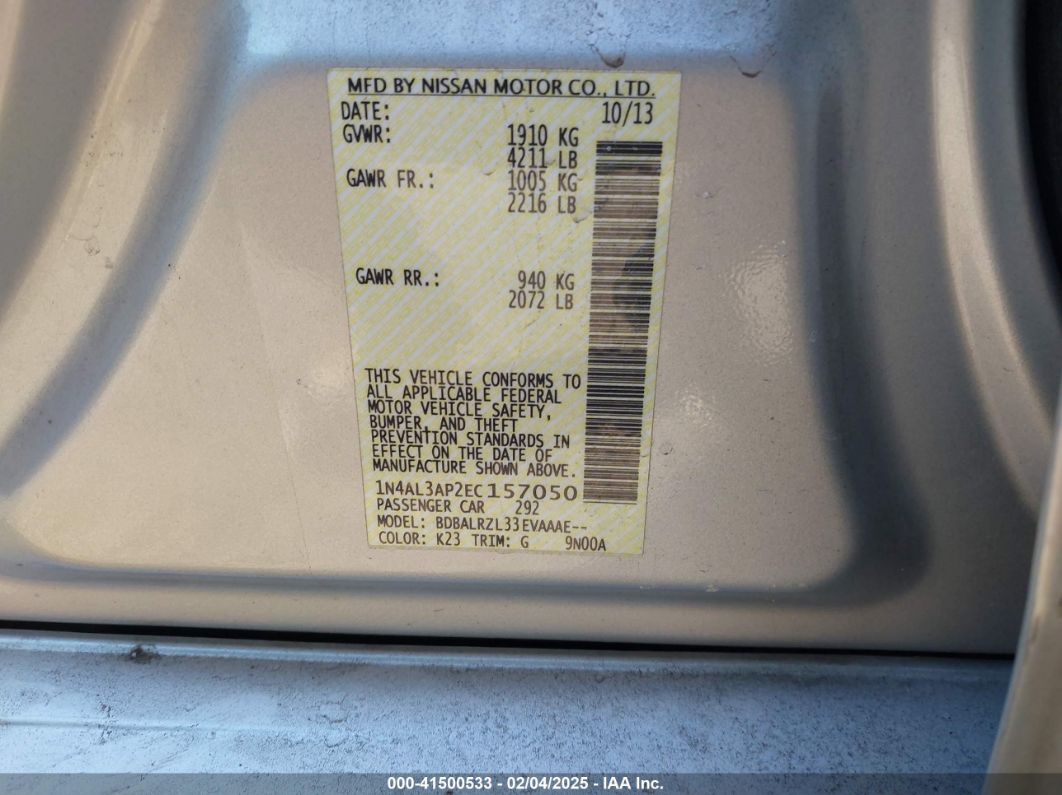 MFD BY NISSAN MOTOR CO., LTD.
DATE: 10/13
GVWR: 1910 KG
4211 LB
GAWR FR.: 1005 KG
2216 LB
GAWR RR.: 940 KG
2072 LB
THIS VEHICLE CONFORMS TO
ALL APPLICABLE FEDERAL
MOTOR VEHICLE SAFETY,
BUMPER, AND THEFT
PREVENTION STANDARDS IN
EFFECT ON THE DATE OF
MANUFACTURE SHOWN ABOVE.
1N4AL3AP2EC157050
PASSENGER CAR 292
MODEL: BDBALRZL33EVAAAE--
COLOR: K23 TRIM: G 9N00A
000-41500533 - 02/04/2025 - IAA Inc.